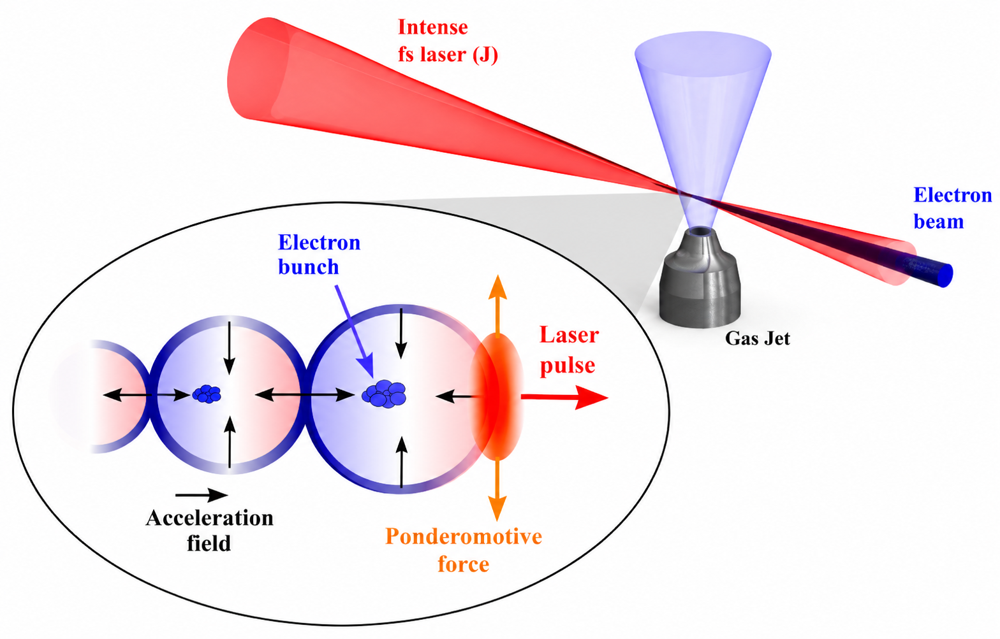 Intense
fs laser (J)
Electron
beam
Electron
bunch
Laser
pulse
Gas Jet
Acceleration
field
Ponderomotive
force